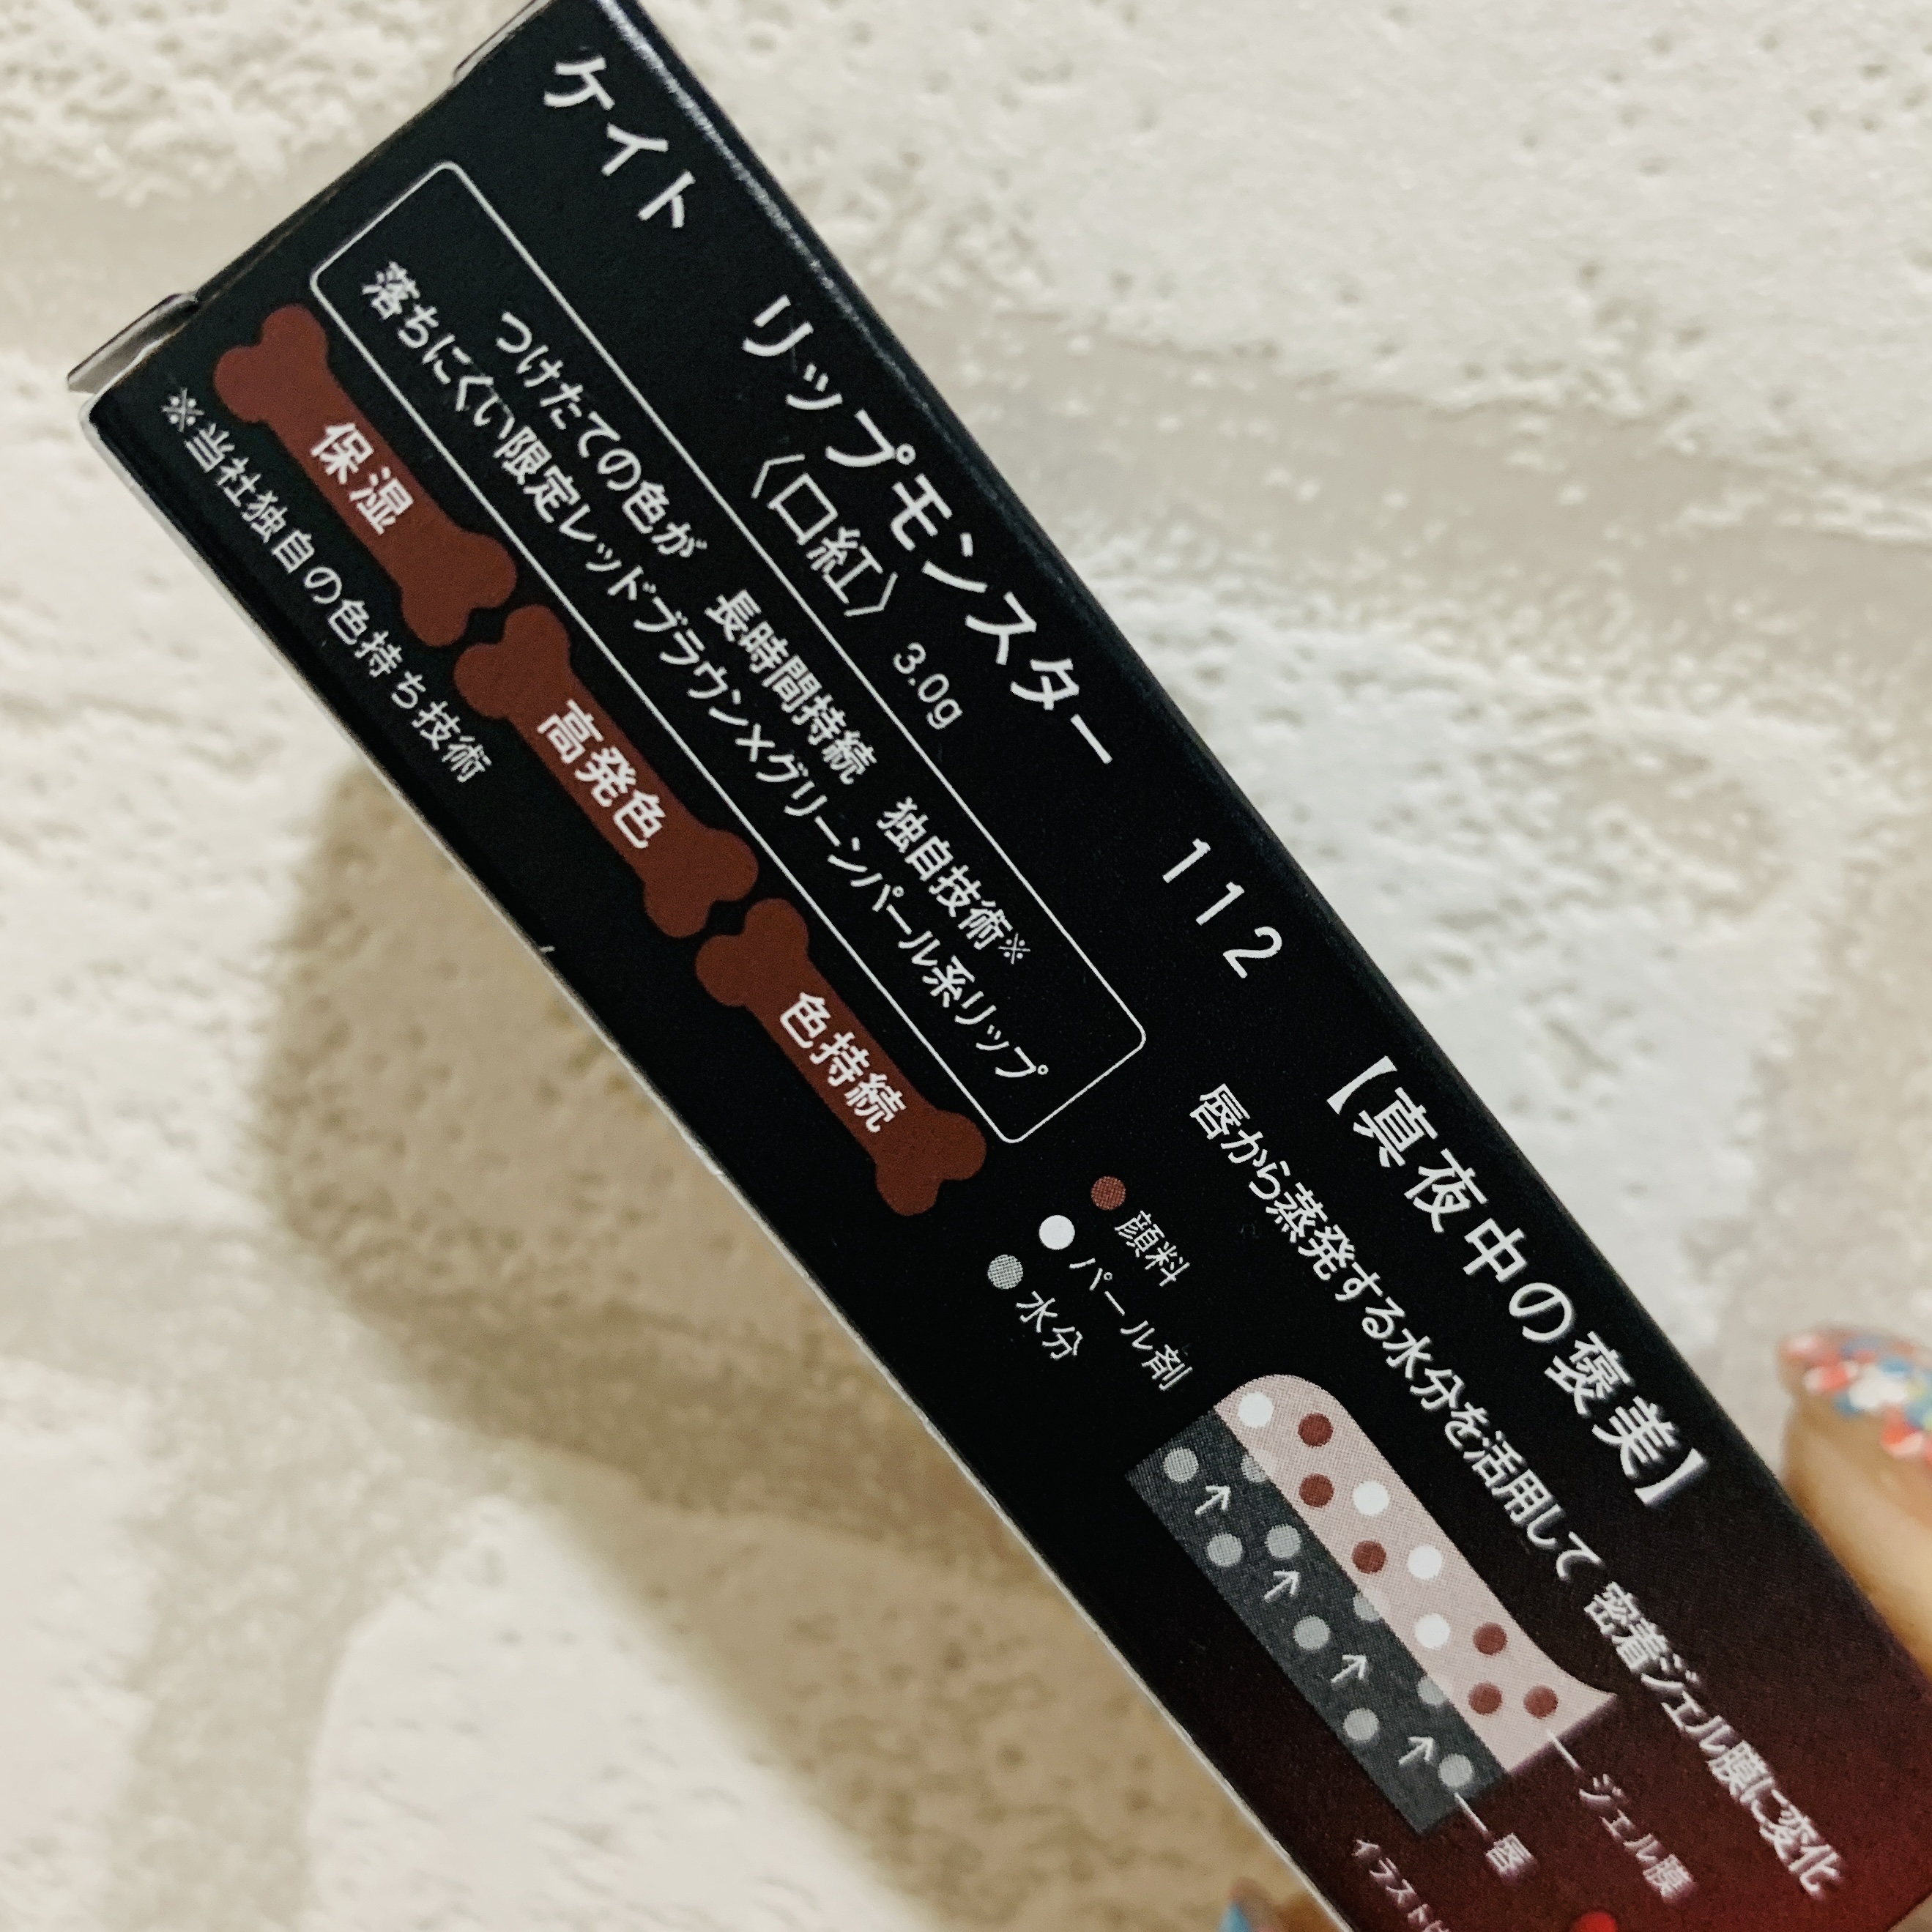 ケイト リップモンスター 112 【真夜中の褒美】
〈口紅〉 3.0g
つけたての色が 長時間持続 独自技術※
落ちにくい限定レッドブラウン×グリーンパール系リップ
保湿
高発色
色持続
※当社独自の色持ち技術
唇から蒸発する水分を活用して 密着ジェル膜に変化
顔料
パール剤
水分
ジェル膜
唇
イラストは